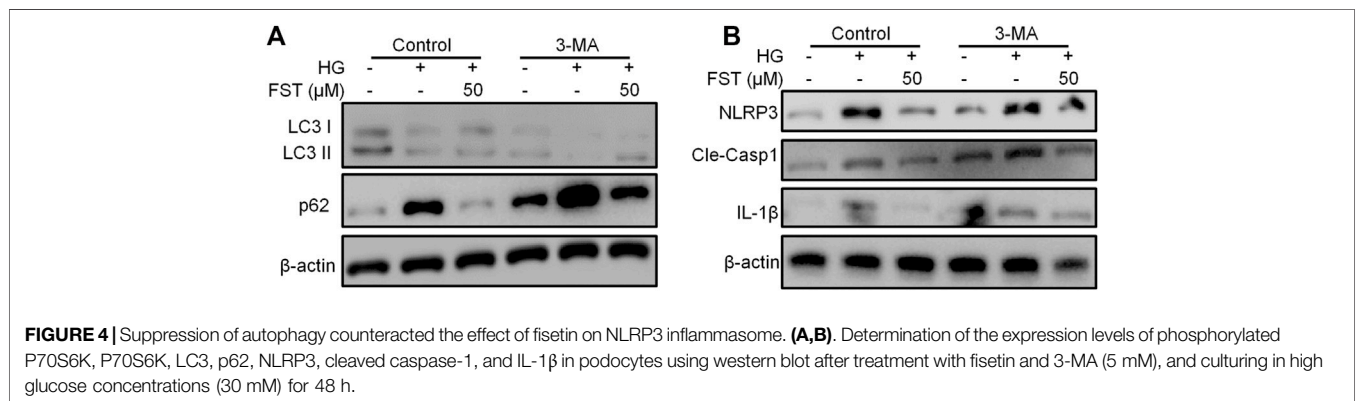 A
Control 3-MA
HG - + + - + +
FST (μM) - - 50 - - 50
LC3 I
LC3 II
p62
β-actin
B
Control 3-MA
HG - + + - + +
FST (μM) - - 50 - - 50
NLRP3
Cle-Casp1
IL-1β
β-actin
FIGURE 4 | Suppression of autophagy counteracted the effect of fisetin on NLRP3 inflammasome. (A,B). Determination of the expression levels of phosphorylated
P70S6K, P70S6K, LC3, p62, NLRP3, cleaved caspase-1, and IL-1β in podocytes using western blot after treatment with fisetin and 3-MA (5 mM), and culturing in high
glucose concentrations (30 mM) for 48 h.